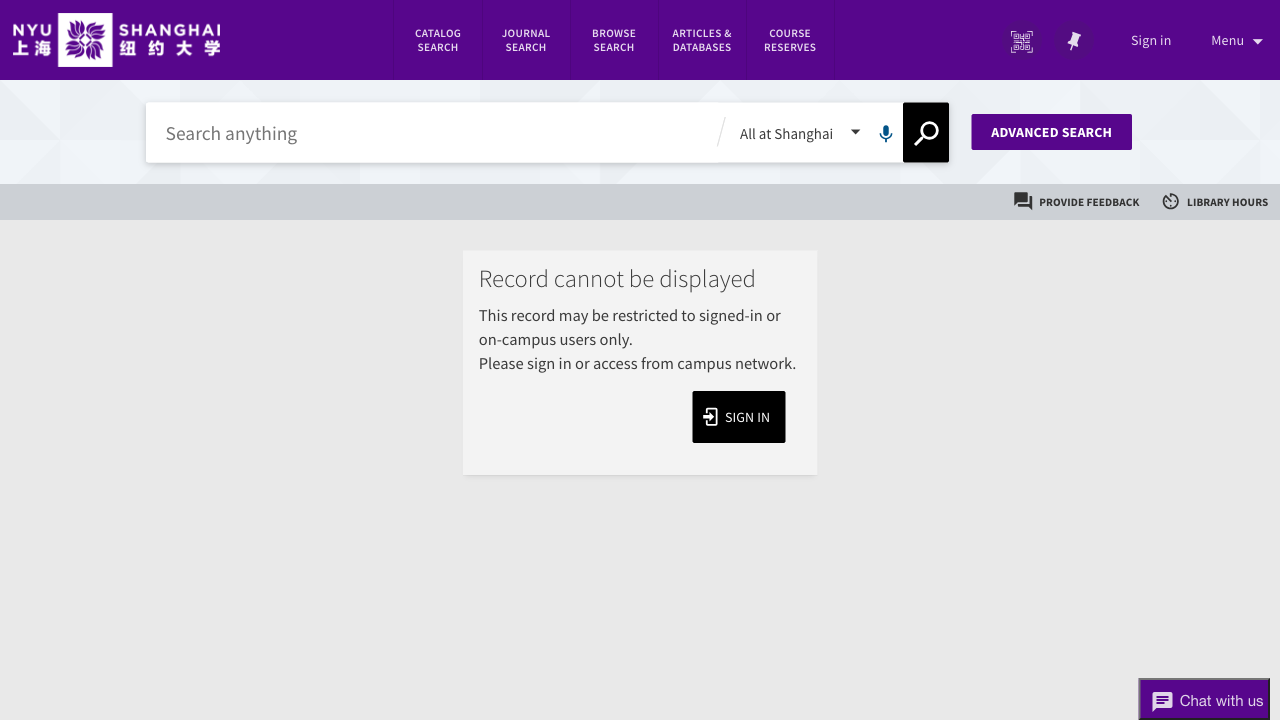 NYU SHANGHAI
上海 纽约大学
CATALOG SEARCH
JOURNAL SEARCH
BROWSE SEARCH
ARTICLES & DATABASES
COURSE RESERVES
Sign in
Menu
Search anything
All at Shanghai
ADVANCED SEARCH
PROVIDE FEEDBACK
LIBRARY HOURS
Record cannot be displayed
This record may be restricted to signed-in or
on-campus users only.
Please sign in or access from campus network.
SIGN IN
Chat with us